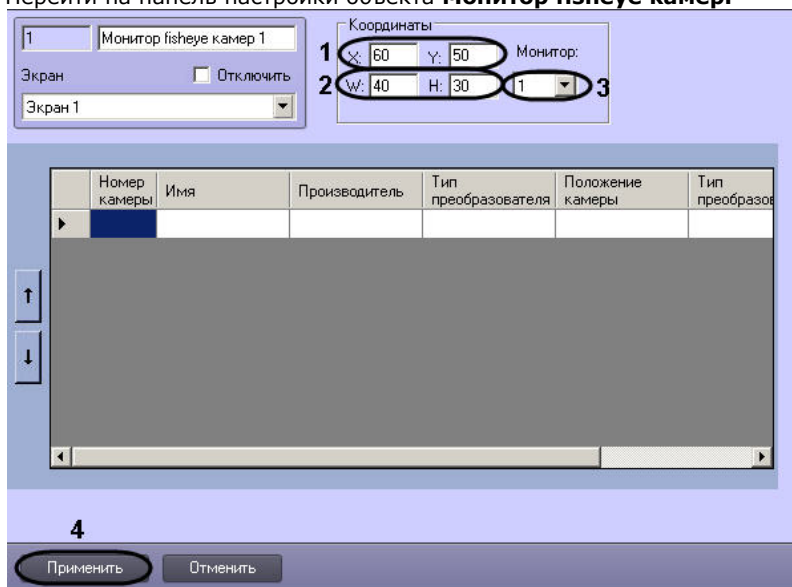 Перейти на панель настройки объекта Монитор fisheye камер.
1 Монитор fisheye камер 1
Экран Отключить
Экран 1
Координаты
1 X: 60 Y: 50 Монитор:
2 W: 40 H: 30 1 3
Номер камеры Имя Производитель Тип преобразователя Положение камеры Тип преобразов
4
Применить Отменить